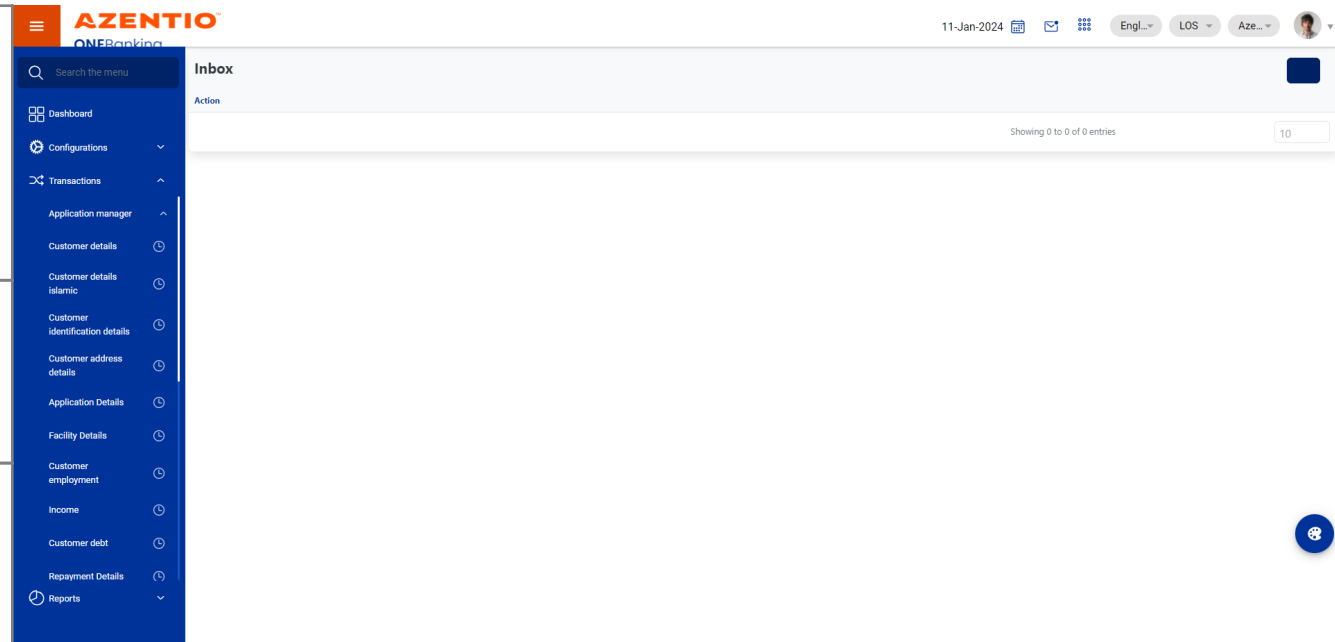 AZENTIO
ONEBanking
11-Jan-2024
Engl...
LOS
Aze...
Search the menu
Inbox
Dashboard
Action
Showing 0 to 0 of 0 entries
10
Configurations
Transactions
Application manager
Customer details
Customer details
islamic
Customer
identification details
Customer address
details
Application Details
Facility Details
Customer
employment
Income
Customer debt
Repayment Details
Reports